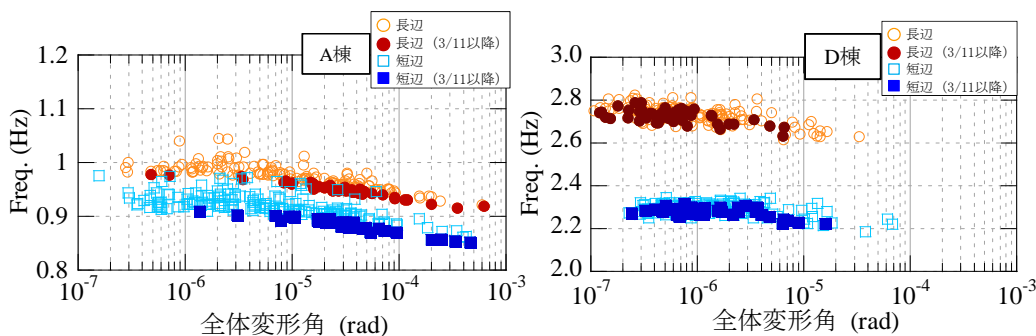 A棟
長辺
長辺 (3/11以降)
短辺
短辺 (3/11以降)
Freq. (Hz)
1.2
1.1
1
0.9
0.8
10-7
10-6
10-5
10-4
10-3
全体変形角 (rad)
D棟
長辺
長辺 (3/11以降)
短辺
短辺 (3/11以降)
Freq. (Hz)
3.0
2.8
2.6
2.4
2.2
2.0
10-7
10-6
10-5
10-4
10-3
全体変形角 (rad)